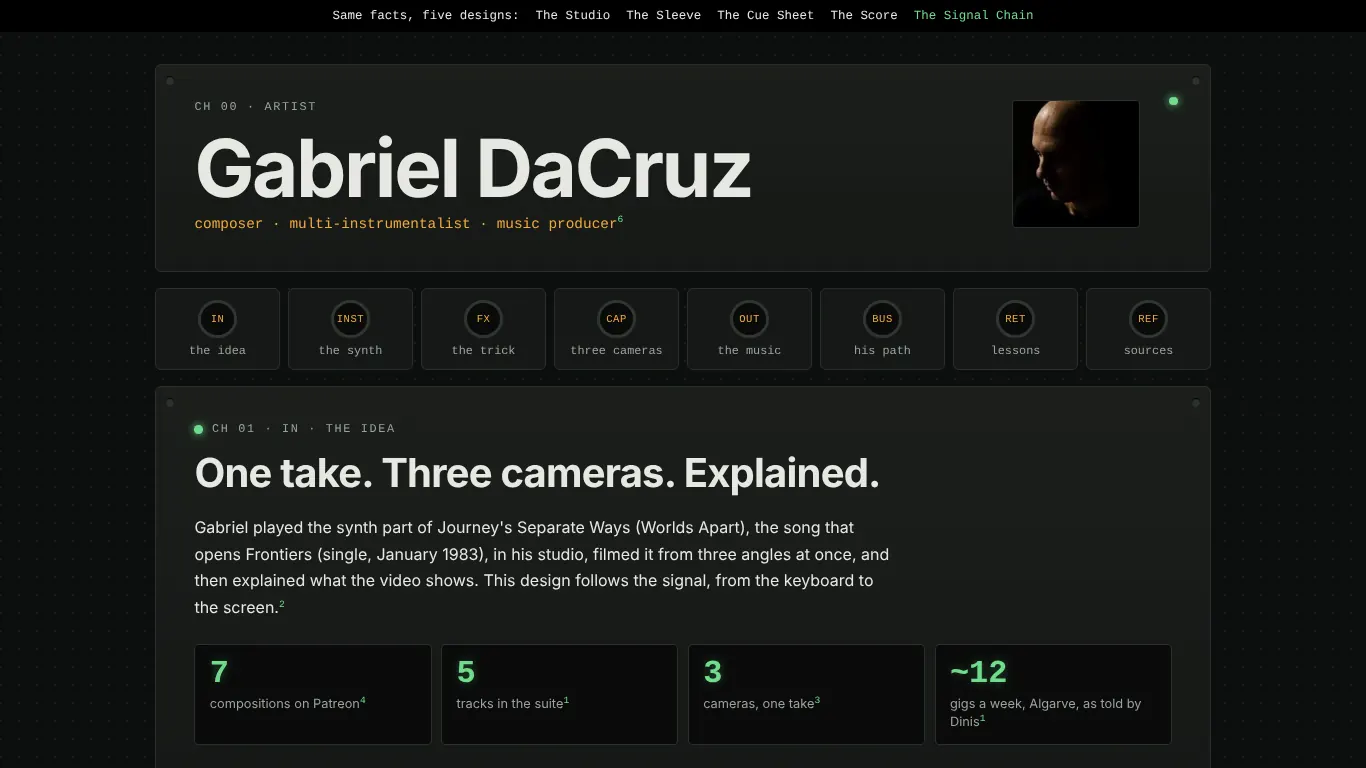 Same facts, five designs: The Studio The Sleeve The Cue Sheet The Score The Signal Chain
CH 00 · ARTIST
Gabriel DaCruz
composer · multi-instrumentalist · music producer6
IN
the idea
INST
the synth
FX
the trick
CAP
three cameras
OUT
the music
BUS
his path
RET
lessons
REF
sources
CH 01 · IN · THE IDEA
One take. Three cameras. Explained.
Gabriel played the synth part of Journey's Separate Ways (Worlds Apart), the song that
opens Frontiers (single, January 1983), in his studio, filmed it from three angles at once, and
then explained what the video shows. This design follows the signal, from the keyboard to
the screen.2
7
compositions on Patreon4
5
tracks in the suite1
3
cameras, one take3
~12
gigs a week, Algarve, as told by
Dinis1